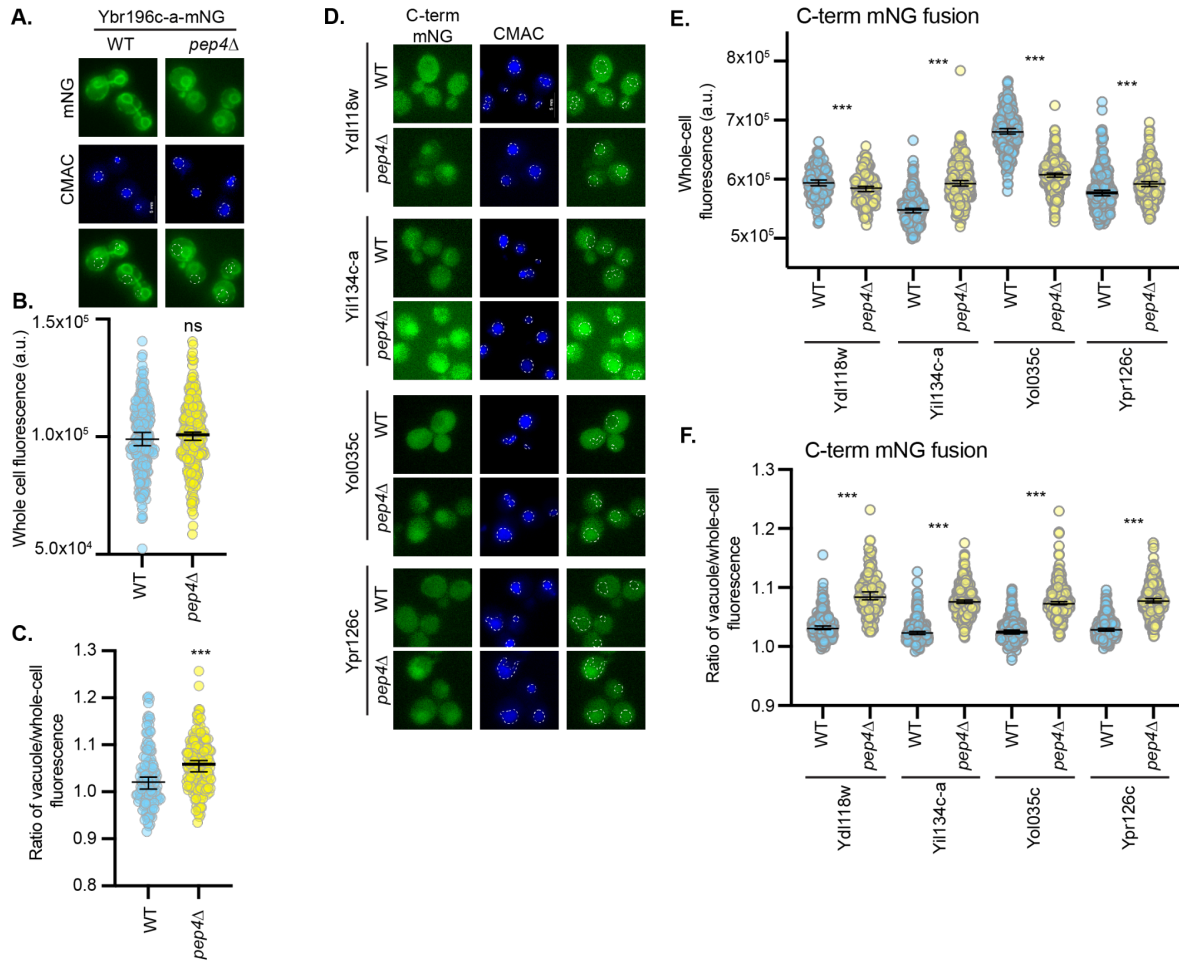 A.
Ybr196c-a-mNG
WT
pep4Δ
mNG
CMAC
5 μm
B.
Whole cell fluorescence (a.u.)
1.5x10⁵
1.0x10⁵
5.0x10⁴
ns
WT
pep4Δ
C.
Ratio of vacuole/whole-cell
fluorescence
1.3
1.2
1.1
1.0
0.9
0.8
***
WT
pep4Δ
D.
C-term
mNG
CMAC
Ydl118w
WT
pep4Δ
Yil134c-a
WT
pep4Δ
Yol035c
WT
pep4Δ
Ypr126c
WT
pep4Δ
E.
C-term mNG fusion
Whole-cell
fluorescence (a.u.)
8x10⁵
7x10⁵
6x10⁵
5x10⁵
***
***
***
***
WT
pep4Δ
WT
pep4Δ
WT
pep4Δ
WT
pep4Δ
Ydl118w
Yil134c-a
Yol035c
Ypr126c
F.
C-term mNG fusion
Ratio of vacuole/whole-cell
fluorescence
1.3
1.2
1.1
1.0
0.9
***
***
***
***
WT
pep4Δ
WT
pep4Δ
WT
pep4Δ
WT
pep4Δ
Ydl118w
Yil134c-a
Yol035c
Ypr126c